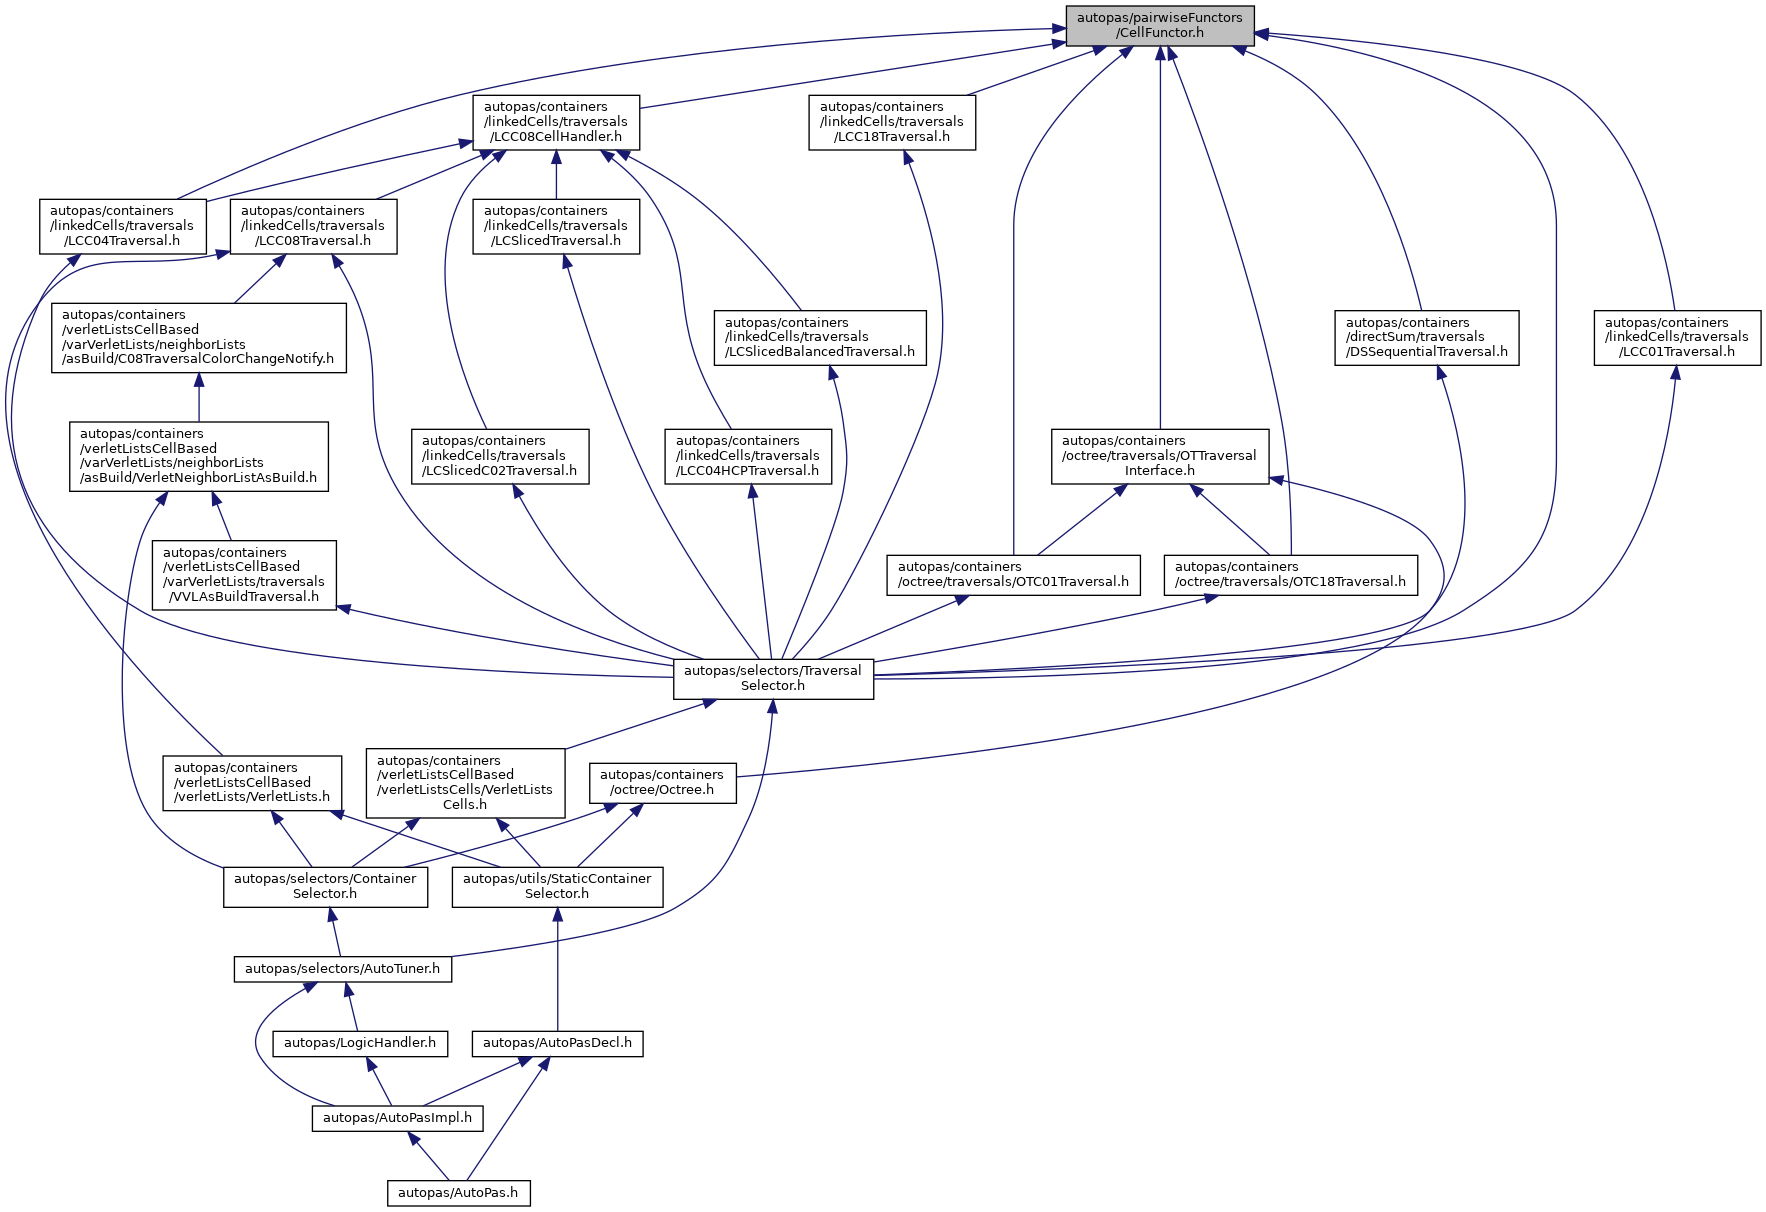 autopas/pairwiseFunctors
/CellFunctor.h
autopas/containers
/linkedCells/traversals
/LCC08CellHandler.h
autopas/containers
/linkedCells/traversals
/LCC18Traversal.h
autopas/containers
/linkedCells/traversals
/LCC04Traversal.h
autopas/containers
/linkedCells/traversals
/LCC08Traversal.h
autopas/containers
/linkedCells/traversals
/LCSlicedTraversal.h
autopas/containers
/verletListsCellBased
/varVerletLists/neighborLists
/asBuild/C08TraversalColorChangeNotify.h
autopas/containers
/linkedCells/traversals
/LCSlicedBalancedTraversal.h
autopas/containers
/directSum/traversals
/DSSequentialTraversal.h
autopas/containers
/linkedCells/traversals
/LCC01Traversal.h
autopas/containers
/verletListsCellBased
/varVerletLists/neighborLists
/asBuild/VerletNeighborListAsBuild.h
autopas/containers
/linkedCells/traversals
/LCSlicedC02Traversal.h
autopas/containers
/linkedCells/traversals
/LCC04HCPTraversal.h
autopas/containers
/octree/traversals/OTTraversal
Interface.h
autopas/containers
/verletListsCellBased
/varVerletLists/traversals
/VVLAsBuildTraversal.h
autopas/containers
/octree/traversals/OTC01Traversal.h
autopas/containers
/octree/traversals/OTC18Traversal.h
autopas/selectors/Traversal
Selector.h
autopas/containers
/verletListsCellBased
/verletLists/VerletLists.h
autopas/containers
/verletListsCellBased
/verletListsCells/VerletLists
Cells.h
autopas/containers
/octree/Octree.h
autopas/selectors/Container
Selector.h
autopas/utils/StaticContainer
Selector.h
autopas/selectors/AutoTuner.h
autopas/LogicHandler.h
autopas/AutoPasDecl.h
autopas/AutoPasImpl.h
autopas/AutoPas.h